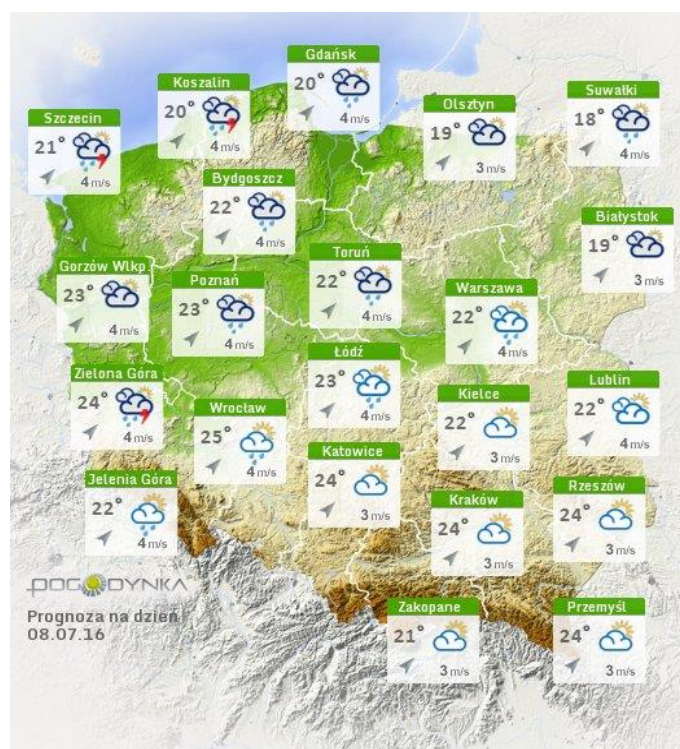 Gdańsk
20°
4 m/s
Koszalin
20°
4 m/s
Szczecin
21°
4 m/s
Olsztyn
19°
3 m/s
Suwałki
18°
4 m/s
Bydgoszcz
22°
4 m/s
Białystok
19°
3 m/s
Gorzów Wlkp
23°
4 m/s
Poznań
23°
4 m/s
Toruń
22°
4 m/s
Warszawa
22°
4 m/s
Zielona Góra
24°
4 m/s
Łódź
23°
4 m/s
Wrocław
25°
4 m/s
Kielce
22°
3 m/s
Lublin
22°
4 m/s
Katowice
24°
3 m/s
Jelenia Góra
22°
4 m/s
Kraków
24°
3 m/s
Rzeszów
24°
3 m/s
POGODYNKA
Prognoza na dzień
08.07.16
Zakopane
21°
3 m/s
Przemyśl
24°
3 m/s